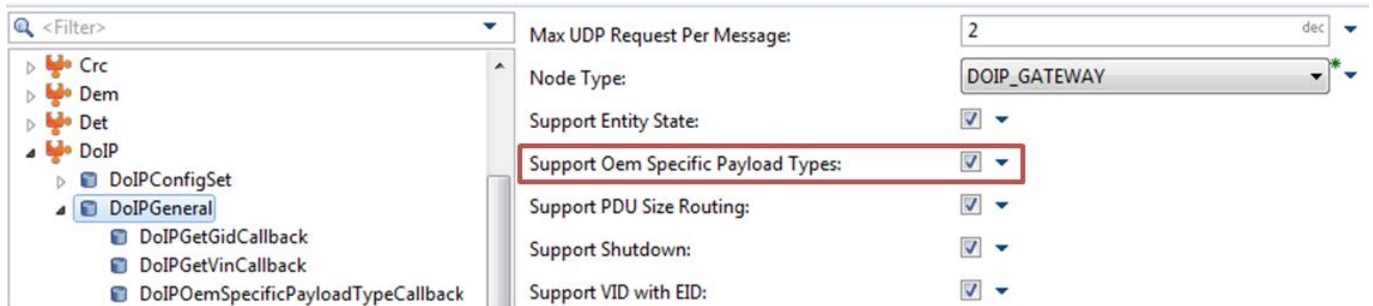 <Filter>
Crc
Dem
Det
DoIP
DoIPConfigSet
DoIPGeneral
DoIPGetGidCallback
DoIPGetVinCallback
DoIPOemSpecificPayloadTypeCallback
Max UDP Request Per Message:
2
dec
Node Type:
DOIP_GATEWAY
Support Entity State:
Support Oem Specific Payload Types:
Support PDU Size Routing:
Support Shutdown:
Support VID with EID: